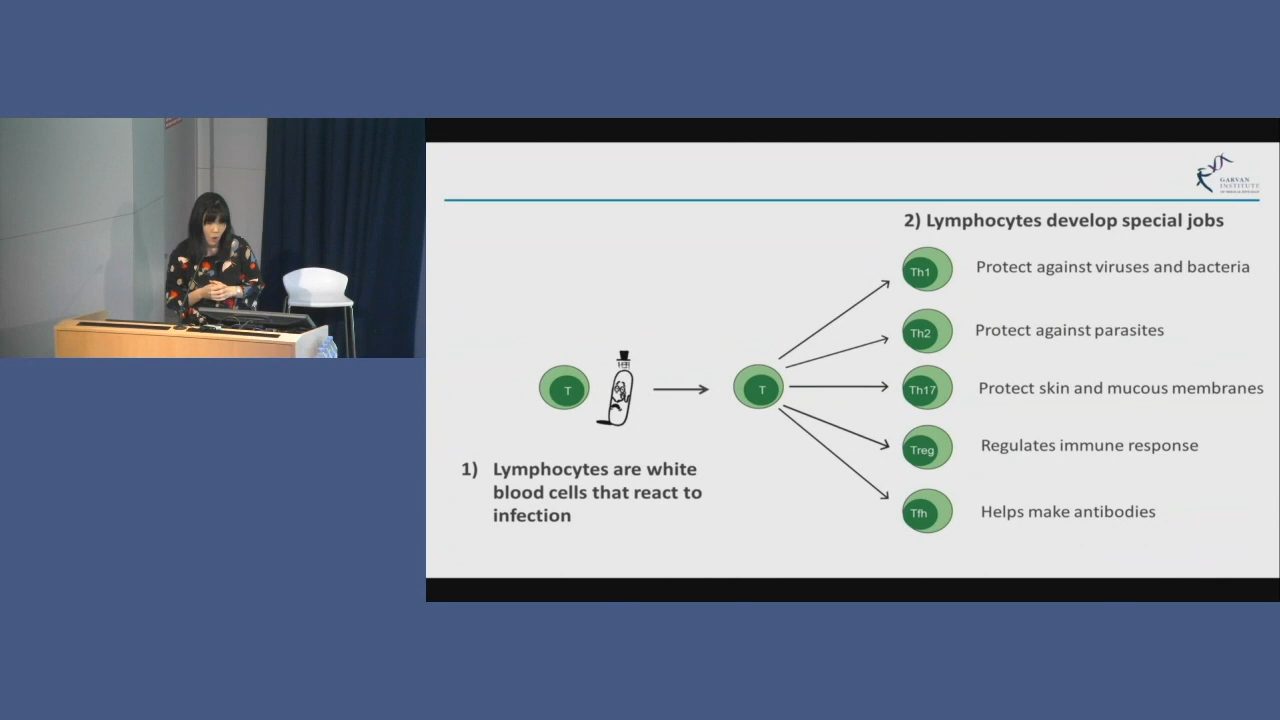 GARVAN
INSTITUTE
2) Lymphocytes develop special jobs
Th1 Protect against viruses and bacteria
Th2 Protect against parasites
T
T
Th17 Protect skin and mucous membranes
Treg Regulates immune response
1) Lymphocytes are white
blood cells that react to
infection
Tfh Helps make antibodies